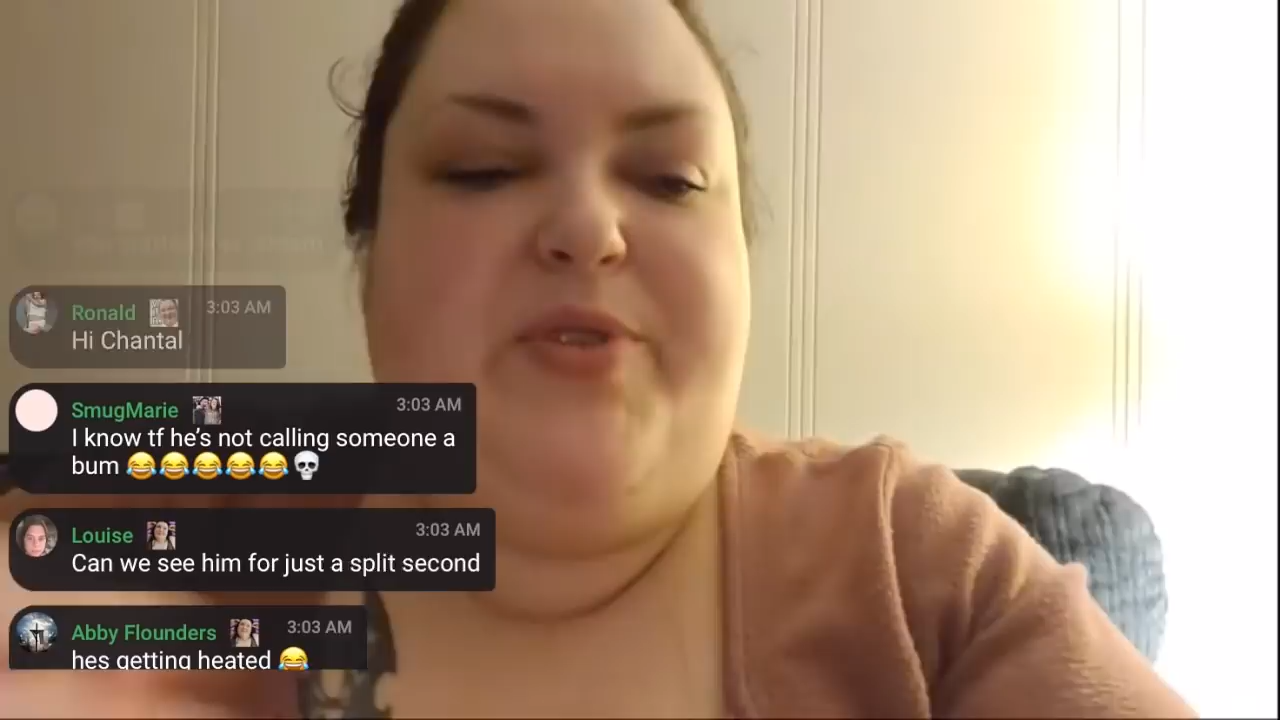 Ronald 3:03 AM
Hi Chantal
SmugMarie 3:03 AM
I know tf he's not calling someone a
bum 😂😂😂😂😂💀
Louise 3:03 AM
Can we see him for just a split second
Abby Flounders 3:03 AM
hes getting heated 😂